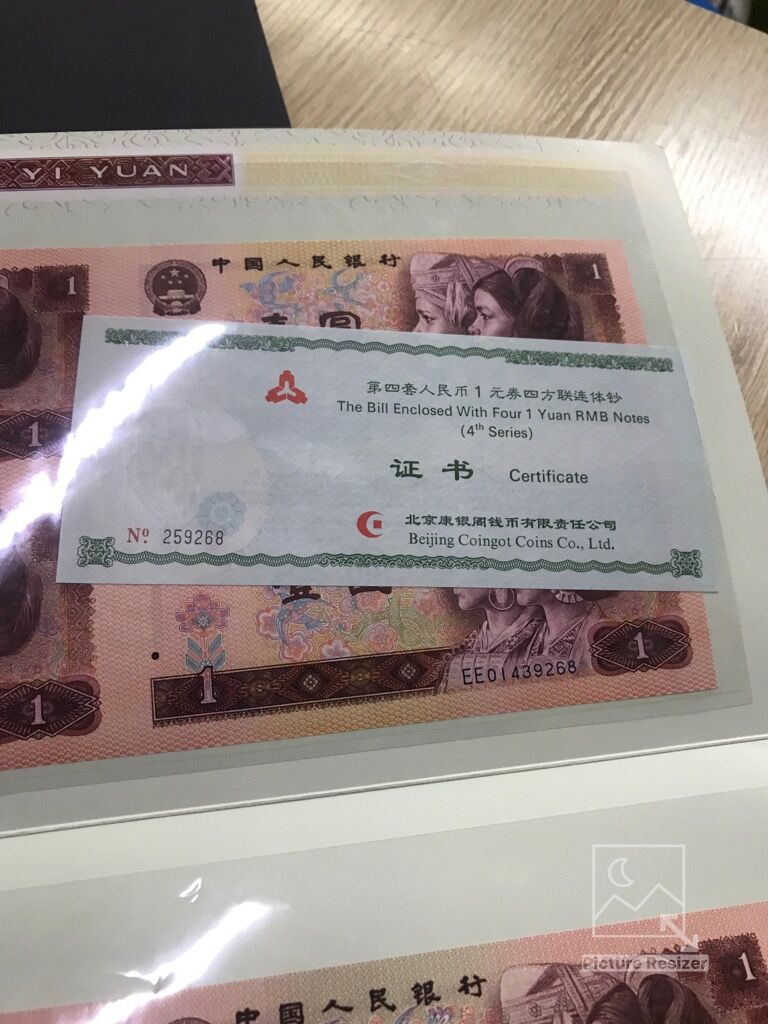 YI YUAN
中国人民银行
1
1
壹圆
第四套人民币1元券四方联连体钞
The Bill Enclosed With Four 1 Yuan RMB Notes
(4th Series)
1
证书 Certificate
北京康银阁钱币有限责任公司
Nº 259268
Beijing Coingot Coins Co., Ltd.
1
1
EE01439268
1
Picture Resizer
1
中国人民银行